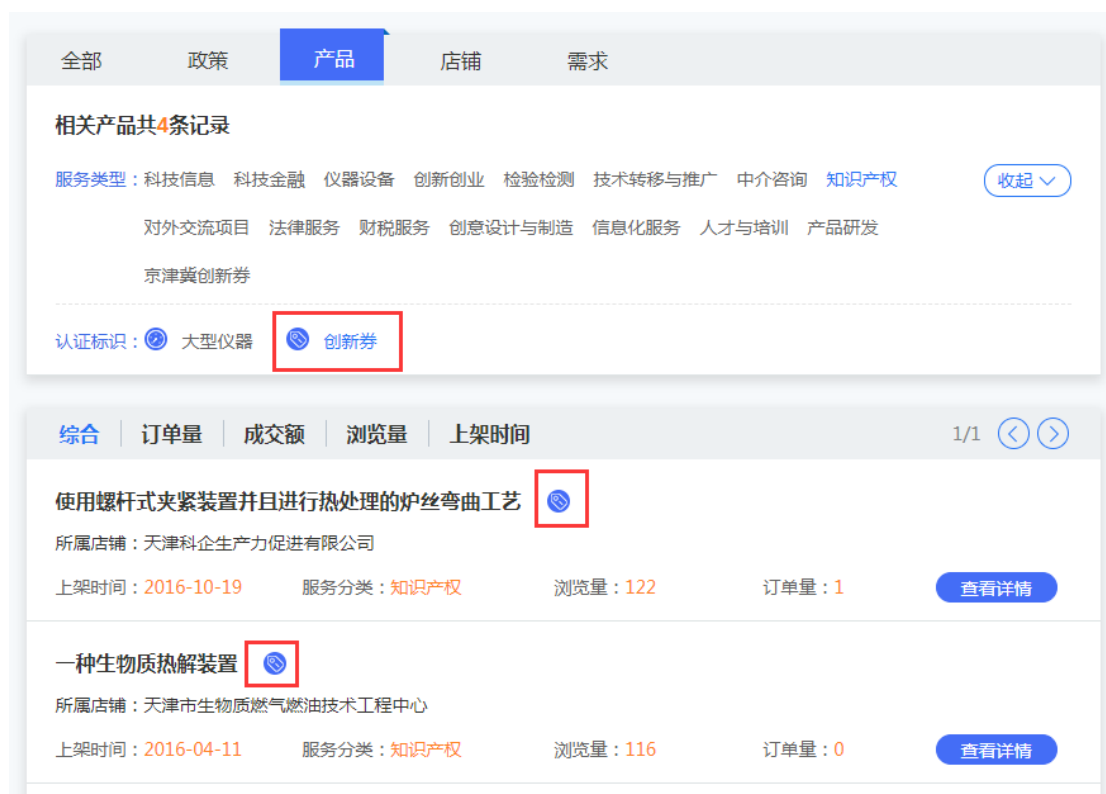 全部 政策 产品 店铺 需求
相关产品共4条记录
服务类型：科技信息 科技金融 仪器设备 创新创业 检验检测 技术转移与推广 中介咨询 知识产权 收起
对外交流项目 法律服务 财税服务 创意设计与制造 信息化服务 人才与培训 产品研发
京津冀创新券
认证标识： 大型仪器 创新券
综合 订单量 成交额 浏览量 上架时间 1/1
使用螺杆式夹紧装置并且进行热处理的炉丝弯曲工艺
所属店铺：天津科企生产力促进有限公司
上架时间：2016-10-19 服务分类：知识产权 浏览量：122 订单量：1 查看详情
一种生物质热解装置
所属店铺：天津市生物质燃气燃油技术工程中心
上架时间：2016-04-11 服务分类：知识产权 浏览量：116 订单量：0 查看详情